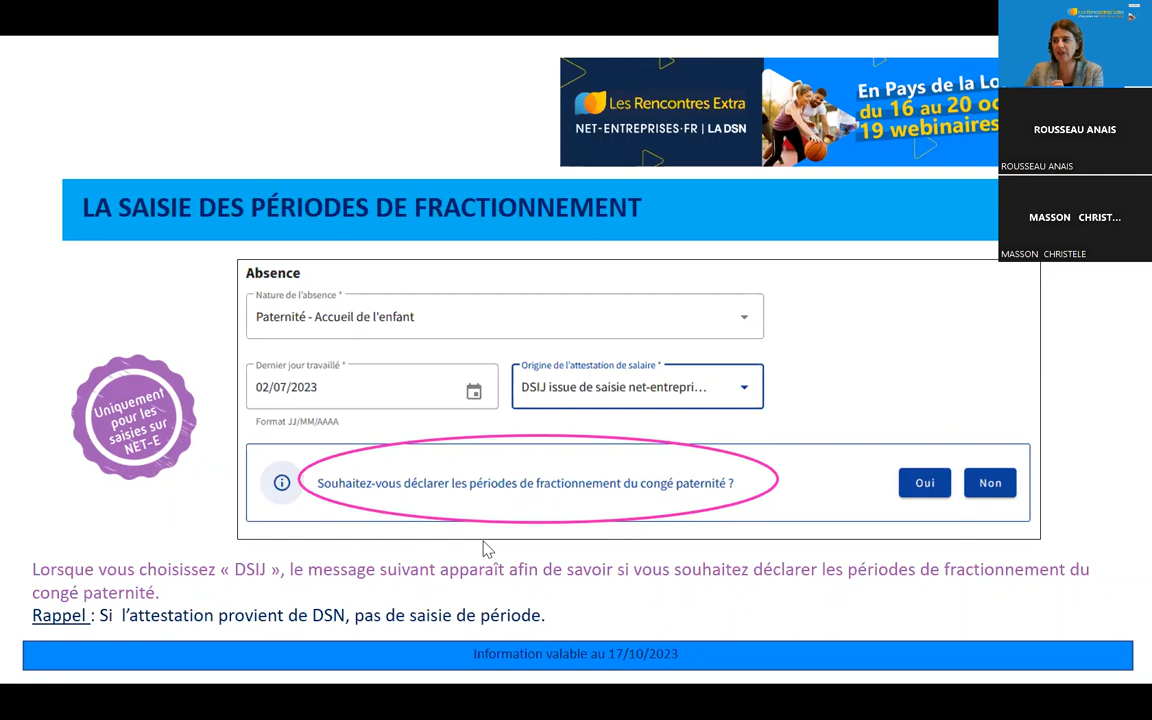 Les Rencontres Extra
NET-ENTREPRISES·FR | LA DSN
En Pays de la Lo
du 16 au 20 oc
19 webinaires
ROUSSEAU ANAIS
ROUSSEAU ANAIS
MASSON CHRIST...
MASSON CHRISTELE
LA SAISIE DES PÉRIODES DE FRACTIONNEMENT
Absence
Nature de l'absence *
Paternité - Accueil de l'enfant
Dernier jour travaillé *
02/07/2023
Format JJ/MM/AAAA
Origine de l'attestation de salaire *
DSIJ issue de saisie net-entrepri...
Uniquement
pour les
saisies sur
NET-E
Souhaitez-vous déclarer les périodes de fractionnement du congé paternité ?
Oui
Non
Lorsque vous choisissez « DSIJ », le message suivant apparaît afin de savoir si vous souhaitez déclarer les périodes de fractionnement du
congé paternité.
Rappel : Si l'attestation provient de DSN, pas de saisie de période.
Information valable au 17/10/2023